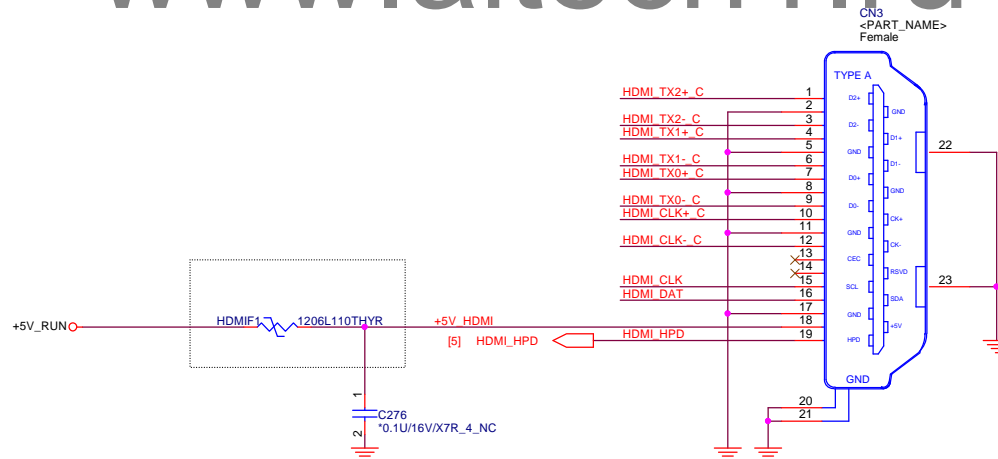 CN3
<PART_NAME>
Female
TYPE A
HDMI_TX2+_C 1 D2+
2 GND
HDMI_TX2-_C 3 D2-
HDMI_TX1+_C 4 D1+
5 GND
HDMI_TX1-_C 6 D1-
HDMI_TX0+_C 7 D0+
8 GND
HDMI_TX0-_C 9 D0-
HDMI_CLK+_C 10 CK+
11 GND
HDMI_CLK-_C 12 CK-
13 CEC
14 RSVD
HDMI_CLK 15 SCL
HDMI_DAT 16 SDA
17 GND
+5V_RUN HDMIF1 1206L110THYR +5V_HDMI 18 +5V
[5] HDMI_HPD HDMI_HPD 19 HPD
22
23
GND
20
21
1
C276
*0.1U/16V/X7R_4_NC
2